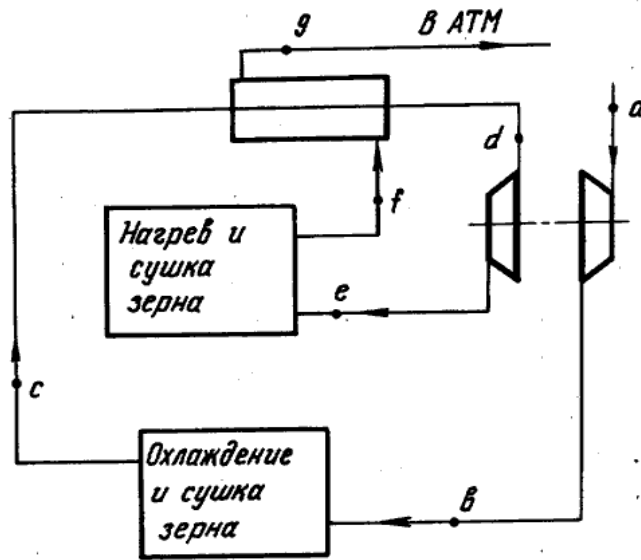 g
В АТМ
a
d
f
Нагрев и
сушка
зерна
e
c
Охлаждение
и сушка
зерна
в